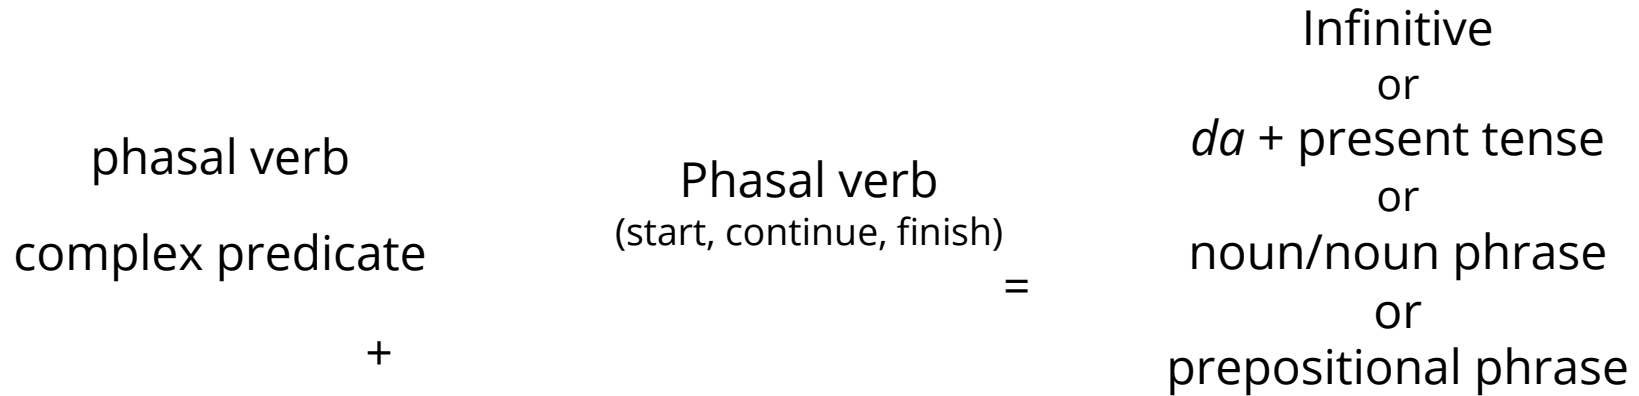 phasal verb
complex predicate
+
Phasal verb
(start, continue, finish)
=
Infinitive
or
da + present tense
or
noun/noun phrase
or
prepositional phrase